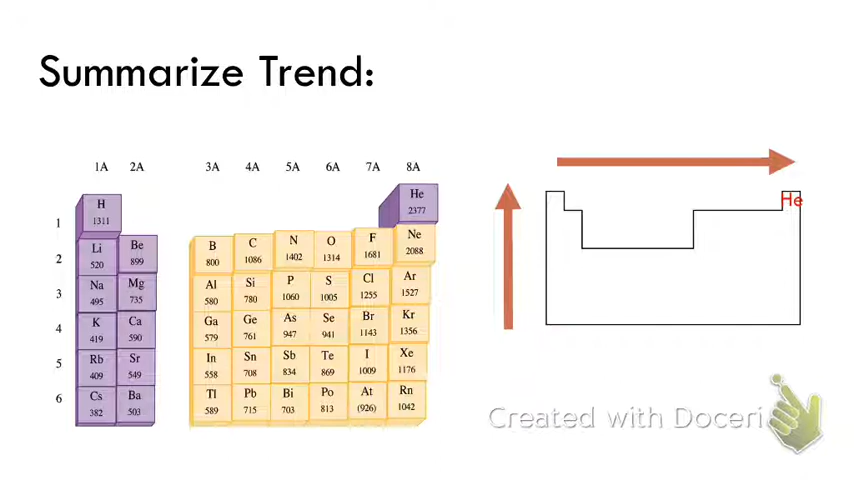 Summarize Trend:
1A 2A 3A 4A 5A 6A 7A 8A
1 H 1311 He 2377
He
2 Li 520 Be 899 B 800 C 1086 N 1402 O 1314 F 1681 Ne 2088
3 Na 495 Mg 735 Al 580 Si 780 P 1060 S 1005 Cl 1255 Ar 1527
4 K 419 Ca 590 Ga 579 Ge 761 As 947 Se 941 Br 1143 Kr 1356
5 Rb 409 Sr 549 In 558 Sn 708 Sb 834 Te 869 I 1009 Xe 1176
6 Cs 382 Ba 503 Tl 589 Pb 715 Bi 703 Po 813 At (926) Rn 1042
Created with Doceri